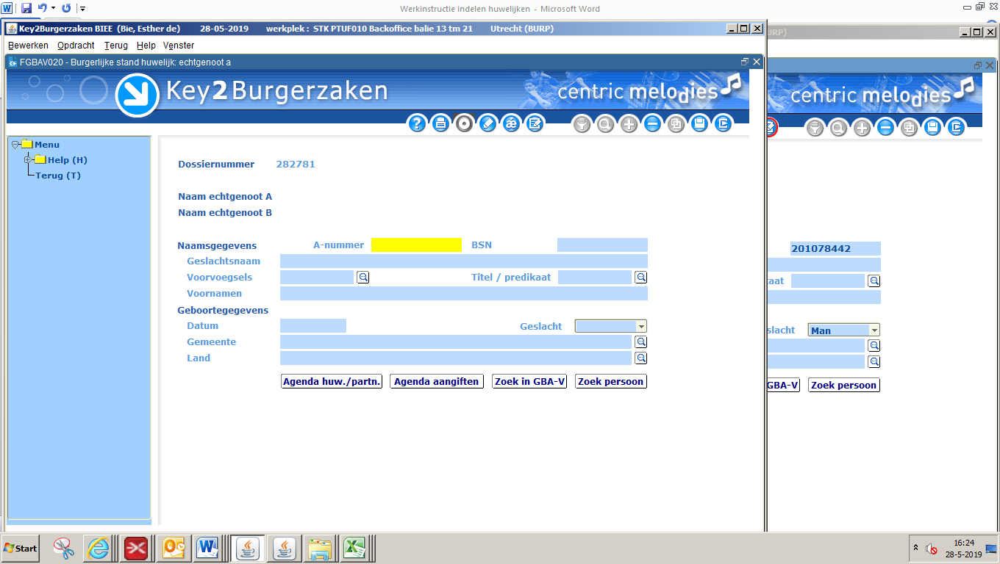 Werkinstructie indelen huwelijken - Microsoft Word
Key2Burgerzaken BIEE (Bie, Esther de) 28-05-2019 werkplek : STK PTUF010 Backoffice balie 13 tm 21 Utrecht (BURP)
URP)
Bewerken Opdracht Terug Help Venster
FGBAV020 - Burgerlijke stand huwelijk: echtgenoot a
Key2Burgerzaken
centric melodies
centric melodies
Menu
Help (H)
Terug (T)
Dossiernummer 282781
Naam echtgenoot A
Naam echtgenoot B
Naamsgegevens A-nummer BSN
201078442
Geslachtsnaam
Voorvoegsels Titel / predikaat
kaat
Voornamen
Geboortegegevens
Datum Geslacht
slacht Man
Gemeente
Land
Agenda huw./partn. Agenda aangiften Zoek in GBA-V Zoek persoon
GBA-V Zoek persoon
Start
16:24
28-5-2019